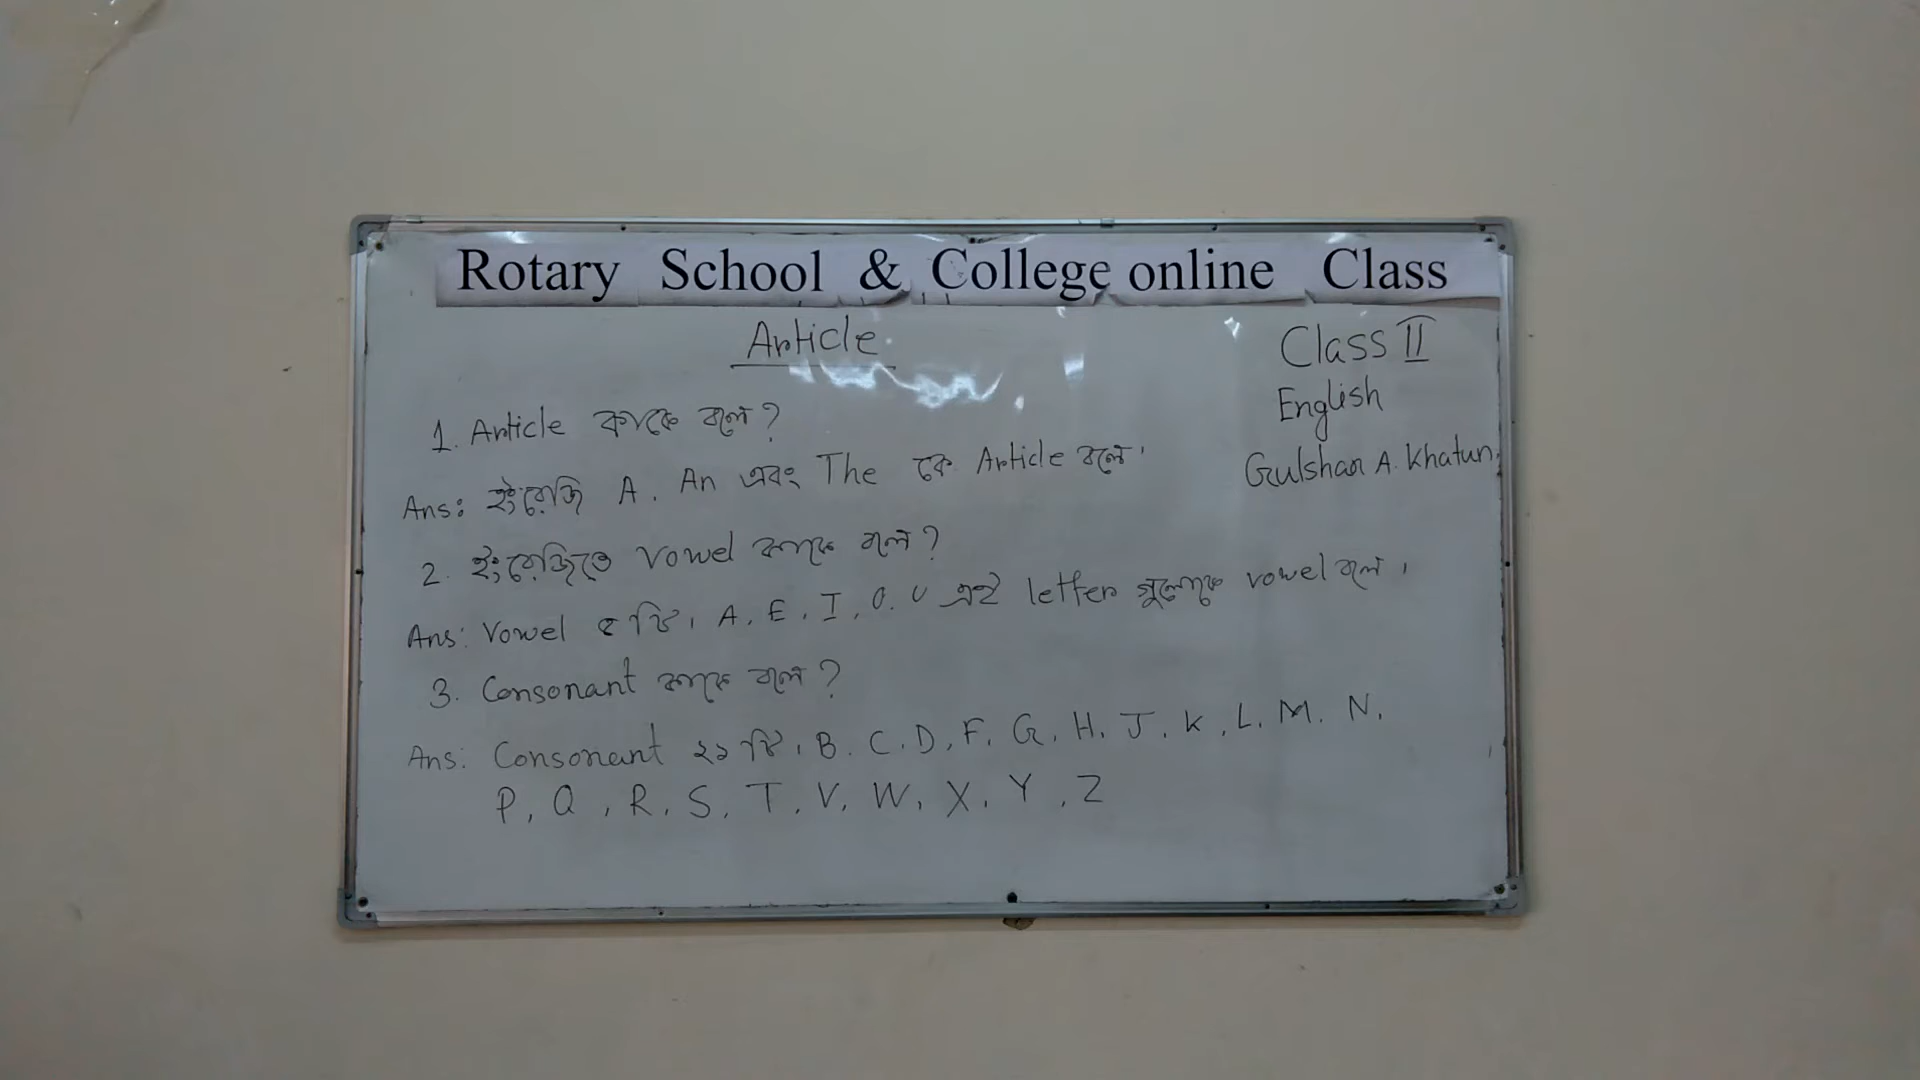 Rotary School & College online Class
Article
Class II
English
Gulshan A. Khatun.
1. Article কাকে বলে?
Ans: ইংরেজি A, An এবং The কে Article বলে।
2. ইংরেজিতে Vowel কাকে বলে?
Ans: Vowel ৫ টি। A, E, I, O, U এই letter গুলোকে vowel বলে।
3. Consonant কাকে বলে?
Ans: Consonant ২১ টি। B, C, D, F, G, H, J, K, L, M, N,
P, Q, R, S, T, V, W, X, Y, Z